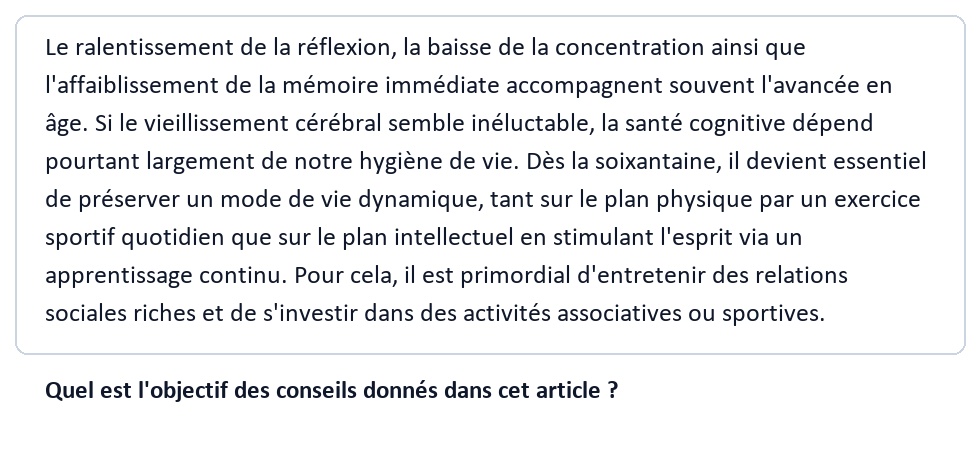 Le ralentissement de la réflexion, la baisse de la concentration ainsi que
l'affaiblissement de la mémoire immédiate accompagnent souvent l'avancée en
âge. Si le vieillissement cérébral semble inéluctable, la santé cognitive dépend
pourtant largement de notre hygiène de vie. Dès la soixantaine, il devient essentiel
de préserver un mode de vie dynamique, tant sur le plan physique par un exercice
sportif quotidien que sur le plan intellectuel en stimulant l'esprit via un
apprentissage continu. Pour cela, il est primordial d'entretenir des relations
sociales riches et de s'investir dans des activités associatives ou sportives.
Quel est l'objectif des conseils donnés dans cet article ?